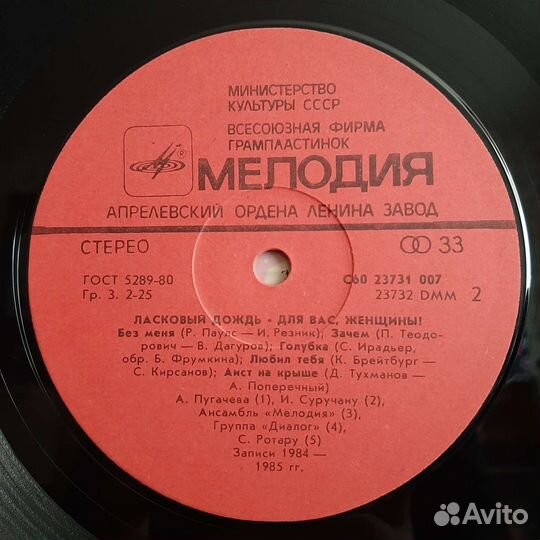 МИНИСТЕРСТВО
КУЛЬТУРЫ СССР
ВСЕСОЮЗНАЯ ФИРМА
ГРАМПЛАСТИНОК
МЕЛОДИЯ
АПРЕЛЕВСКИЙ ОРДЕНА ЛЕНИНА ЗАВОД
СТЕРЕО 33
ГОСТ 5289-80 С60 23731 007
Гр. 3. 2-25 23732 DMM 2
ЛАСКОВЫЙ ДОЖДЬ • ДЛЯ ВАС, ЖЕНЩИНЫ!
Без меня (Р. Паулс — И. Резник); Зачем (П. Теодо-
рович — В. Дагуров); Голубка (С. Ирадьер,
обр. Б. Фрумкина); Любил тебя (К. Брейтбург —
С. Кирсанов); Аист на крыше (Д. Тухманов —
А. Поперечный)
А. Пугачева (1), И. Суручану (2),
Ансамбль «Мелодия» (3),
Группа «Диалог» (4),
С. Ротару (5)
Записи 1984 —
1985 гг.
Avito